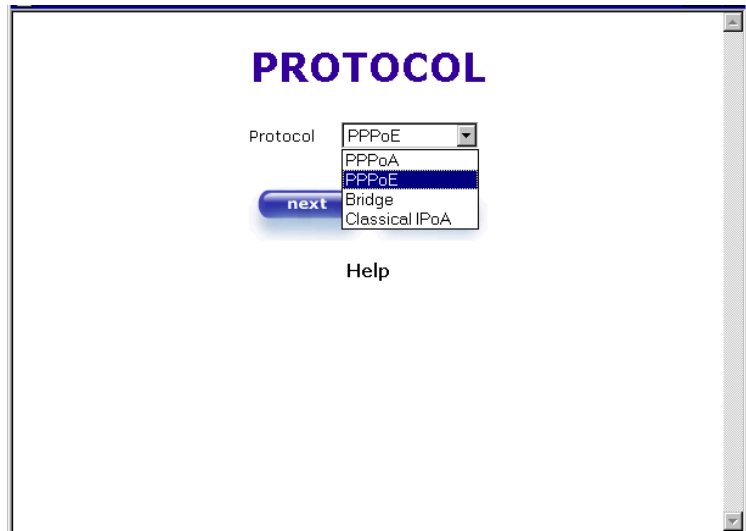 PROTOCOL
Protocol PPPoE
PPPoA
PPPoE
Bridge
Classical IPoA
next
Help